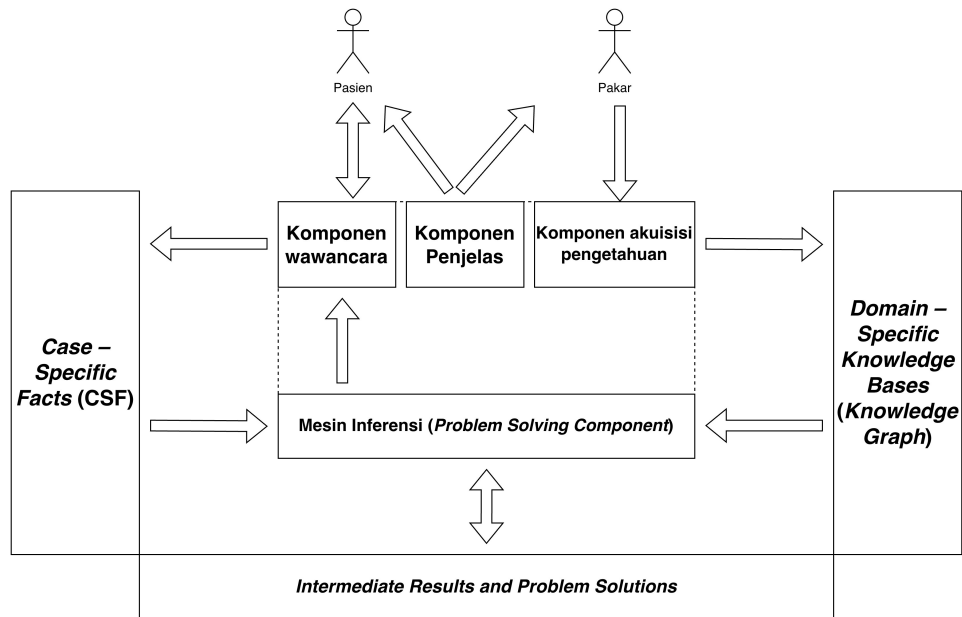 Pasien
Pakar
Komponen
wawancara
Komponen
Penjelas
Komponen akuisisi
pengetahuan
Case –
Specific
Facts (CSF)
Domain –
Specific
Knowledge
Bases
(Knowledge
Graph)
Mesin Inferensi (Problem Solving Component)
Intermediate Results and Problem Solutions